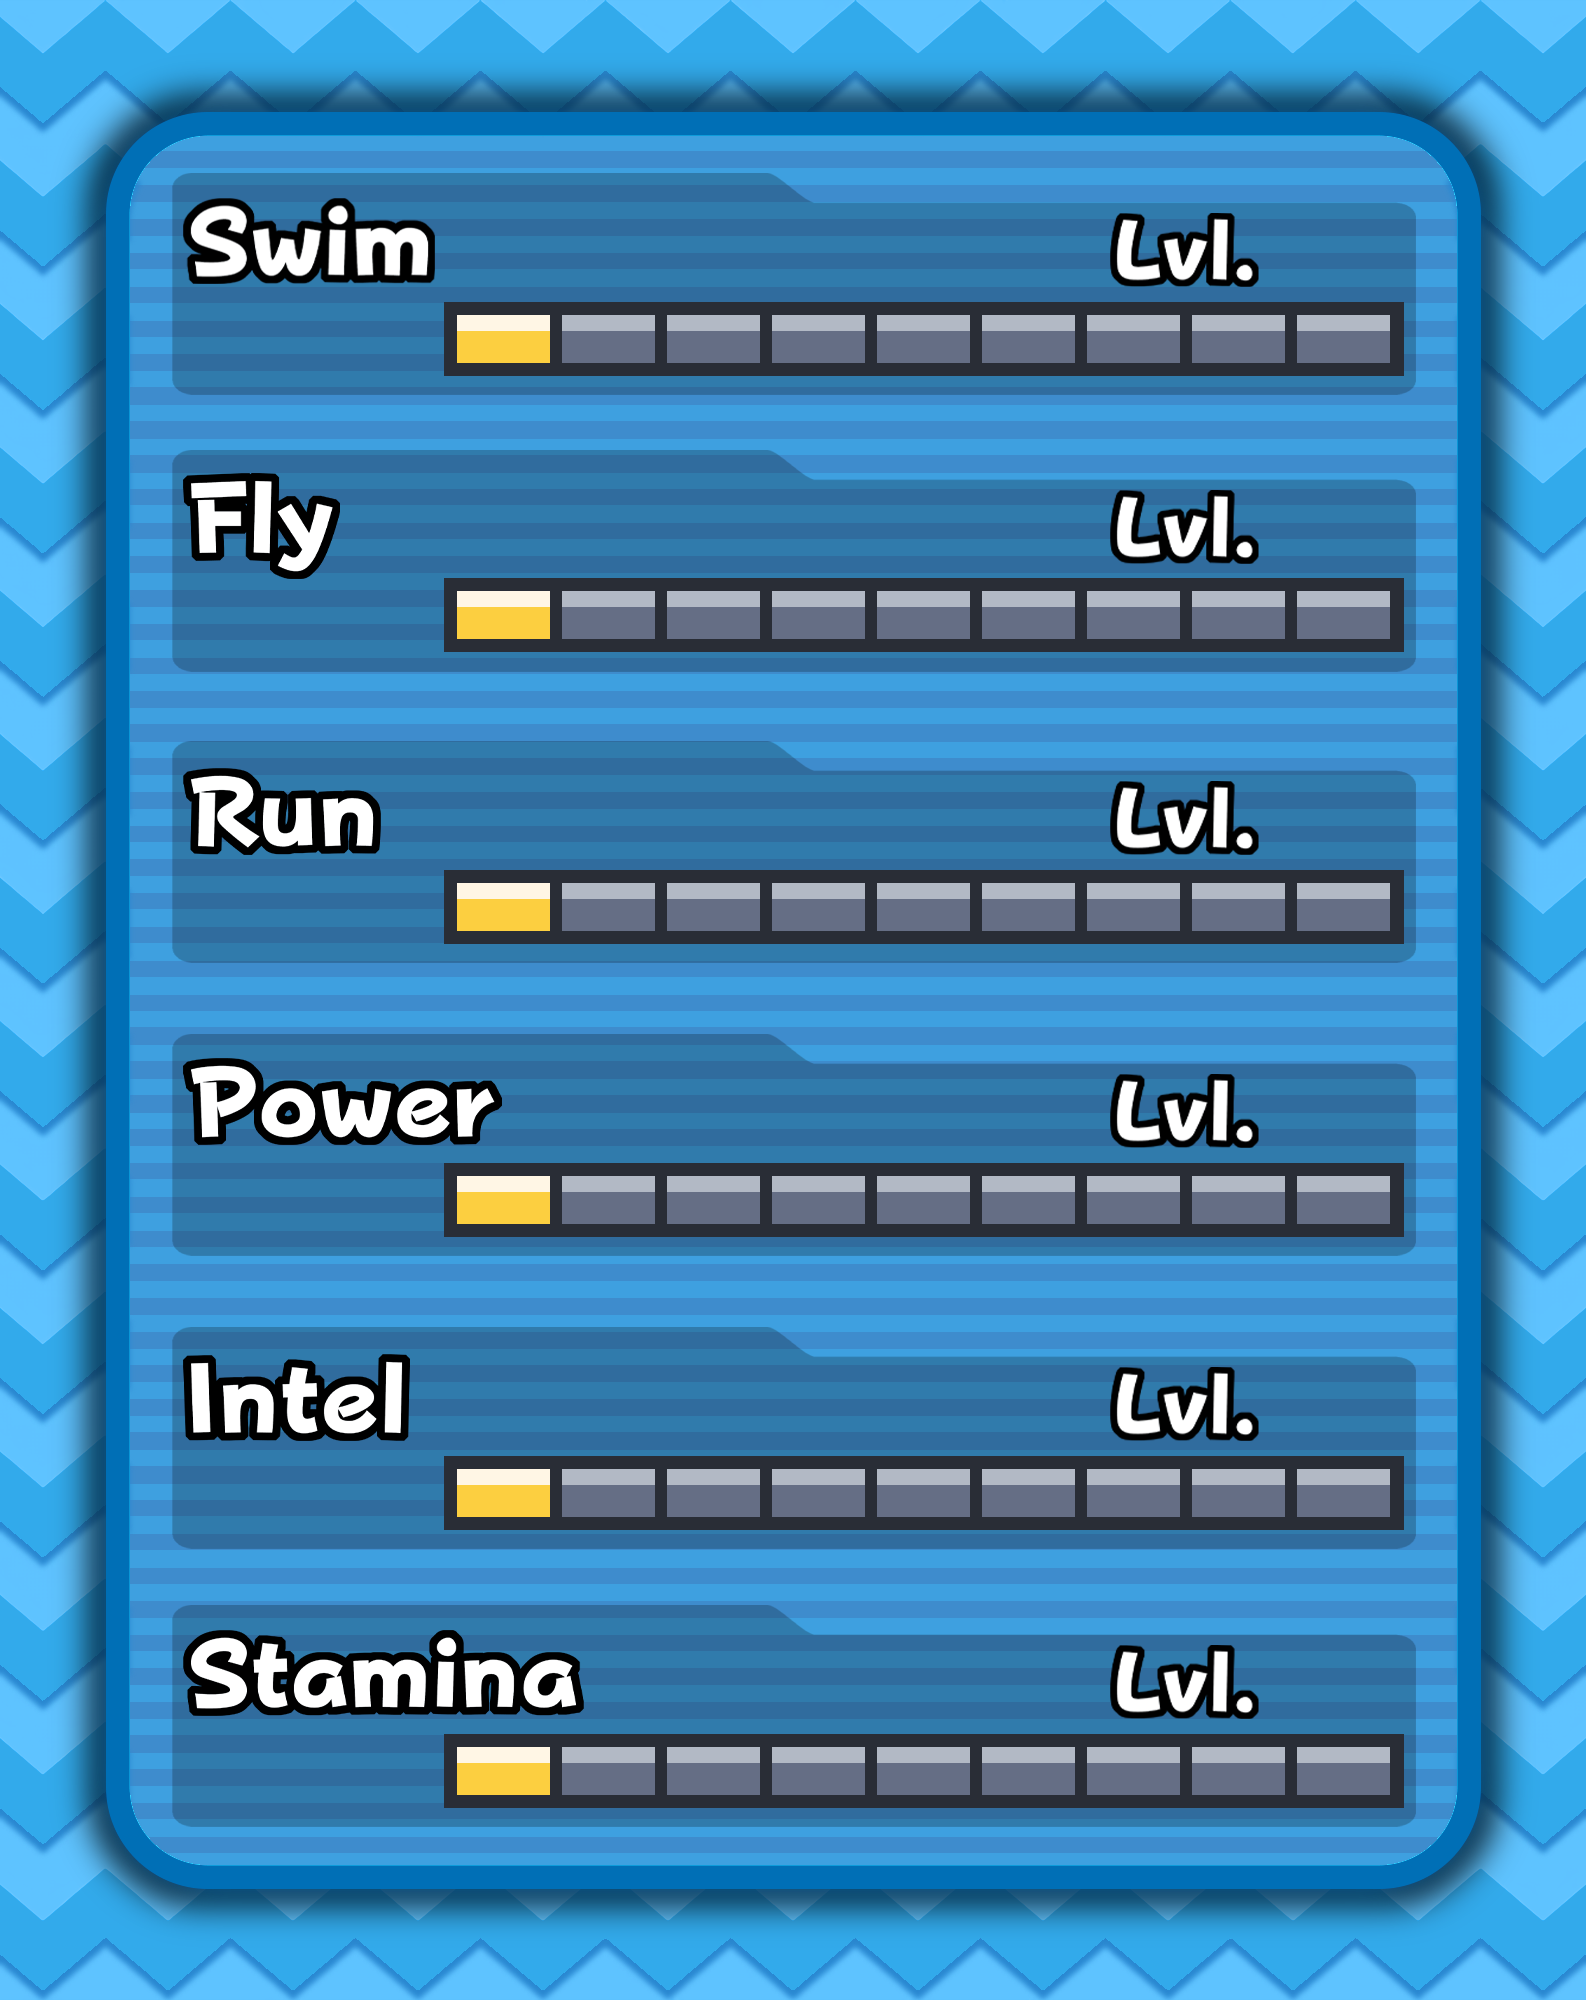 Swim Lvl.
Fly Lvl.
Run Lvl.
Power Lvl.
Intel Lvl.
Stamina Lvl.